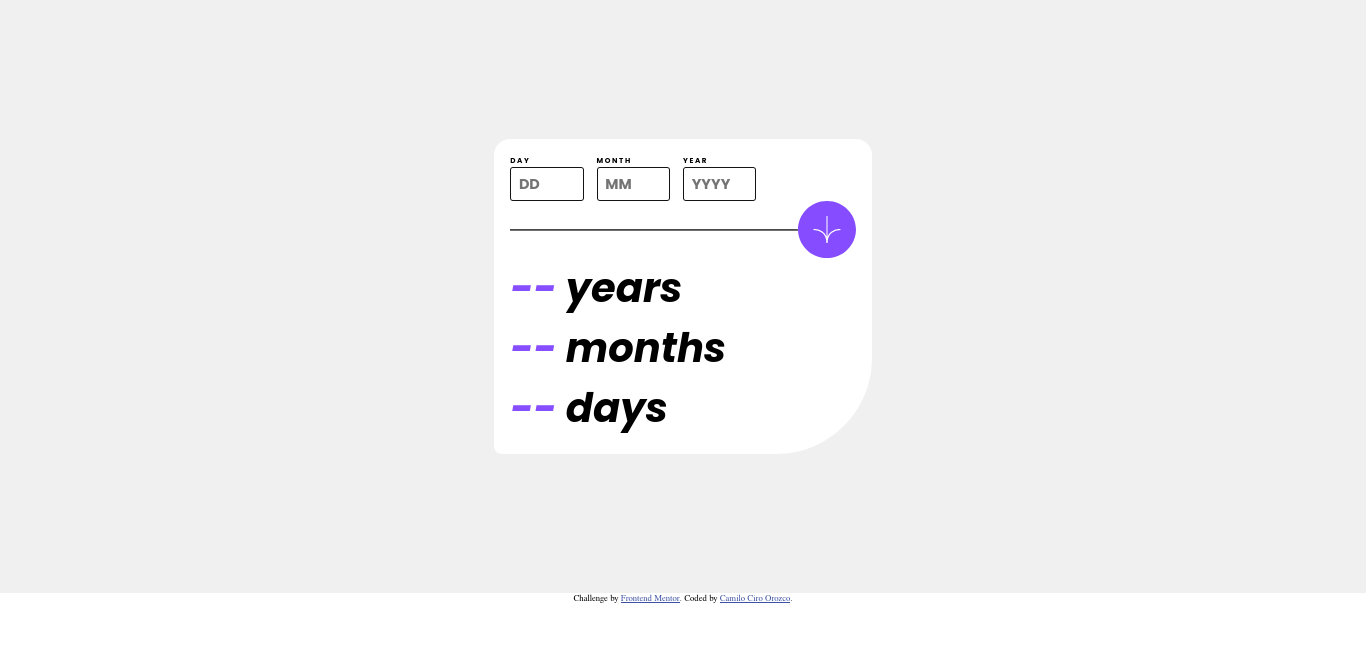 DAY MONTH YEAR
DD MM YYYY
-- years
-- months
-- days
Challenge by Frontend Mentor. Coded by Camilo Ciro Orozco.